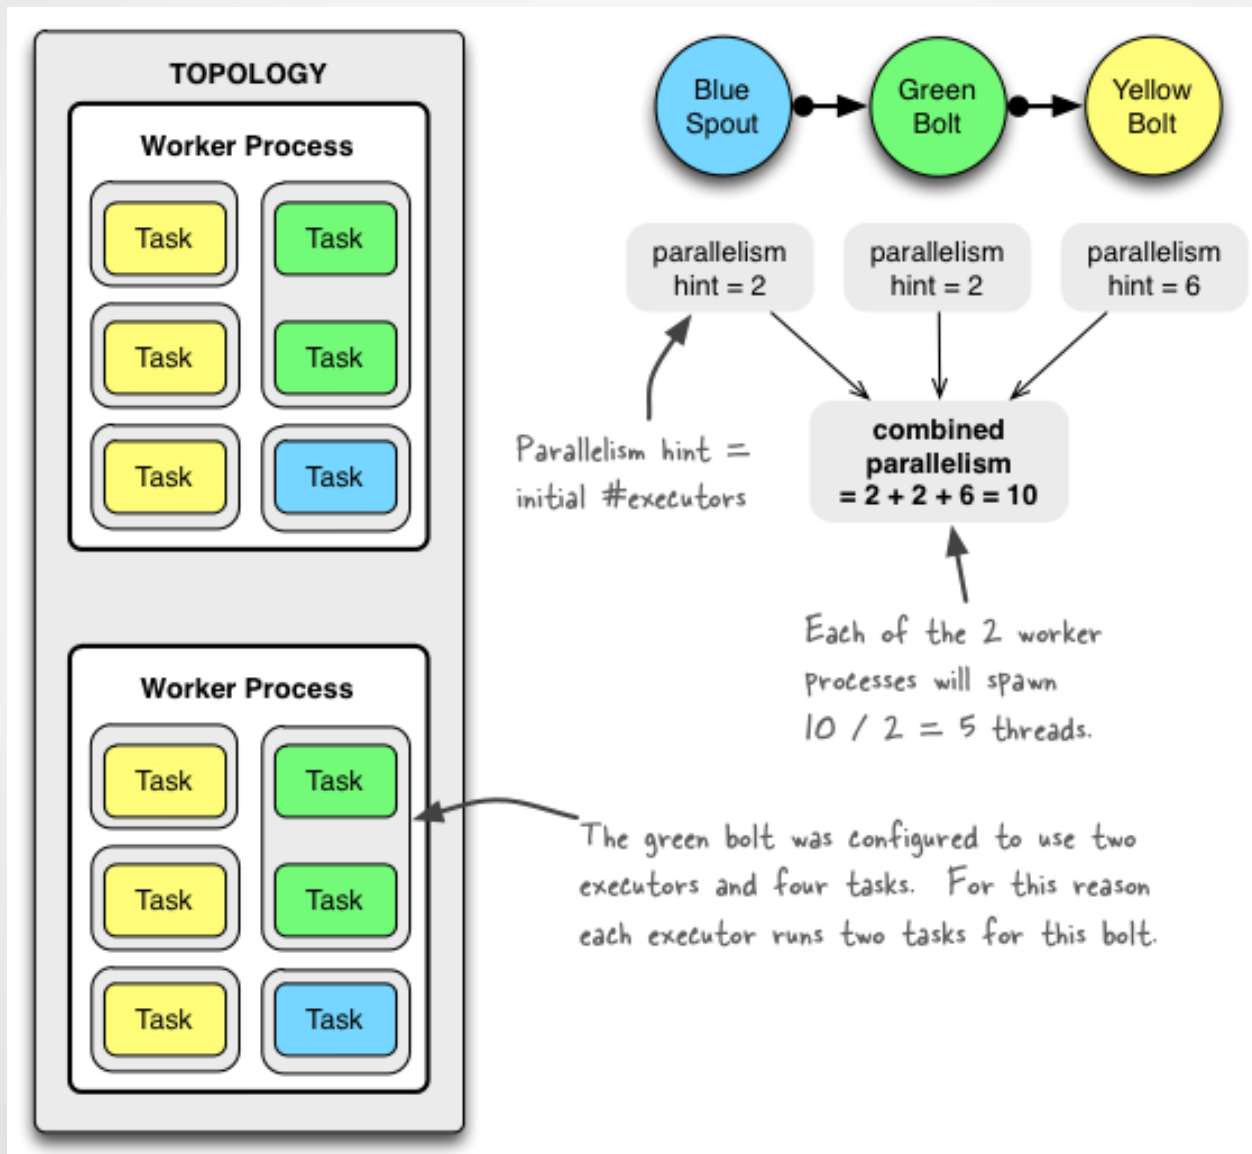 TOPOLOGY
Worker Process
Task
Task
Task
Task
Task
Task
Worker Process
Task
Task
Task
Task
Task
Task
Blue
Spout
Green
Bolt
Yellow
Bolt
parallelism
hint = 2
parallelism
hint = 2
parallelism
hint = 6
Parallelism hint =
initial #executors
combined
parallelism
= 2 + 2 + 6 = 10
Each of the 2 worker
processes will spawn
10 / 2 = 5 threads.
The green bolt was configured to use two
executors and four tasks. For this reason
each executor runs two tasks for this bolt.